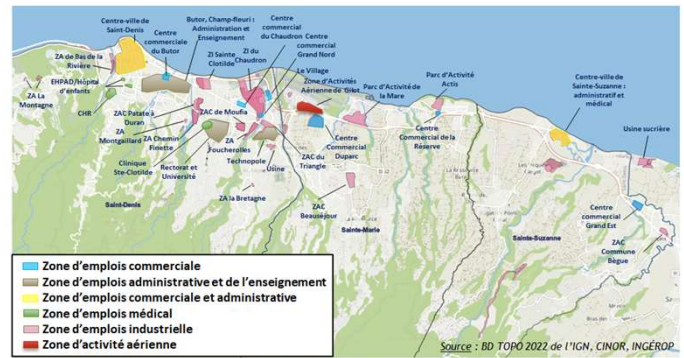 Centre-ville de
Saint-Denis
Centre
commerciale
du Butor
Butor, Champ-fleuri :
Administration et
Enseignement
Centre
commercial
du Chaudron
Centre
commercial
Grand Nord
ZI Sainte
Clotilde
ZI du
Chaudron
Le Village
Zone d'Activités
Aérienne de Gillot
Parc d'Activité de
la Mare
Parc d'Activité
Actis
Centre-ville de
Sainte-Suzanne :
administratif et
médical
Usine sucrière
ZA de Bas de la
Rivière
EHPAD/Hôpital
d'enfants
ZA La
Montagne
CHR
ZAC Patate à
Duran
ZA
Montgaillard
ZA Chemin
Finette
ZAC de Moufia
ZA
Foucherolles
Technopole
Usine
Clinique
Ste-Clotilde
Rectorat et
Université
ZA la Bretagne
ZAC du
Triangle
Centre
Commercial
Duparc
Centre
Commercial de la
Réserve
ZAC
Beauséjour
Centre
commercial
Grand Est
ZAC
Commune
Bègue
Saint-Denis
Sainte-Marie
Sainte-Suzanne
Zone d'emplois commerciale
Zone d'emplois administrative et de l'enseignement
Zone d'emplois commerciale et administrative
Zone d'emplois médical
Zone d'emplois industrielle
Zone d'activité aérienne
Source : BD TOPO 2022 de l'IGN, CINOR, INGÉROP